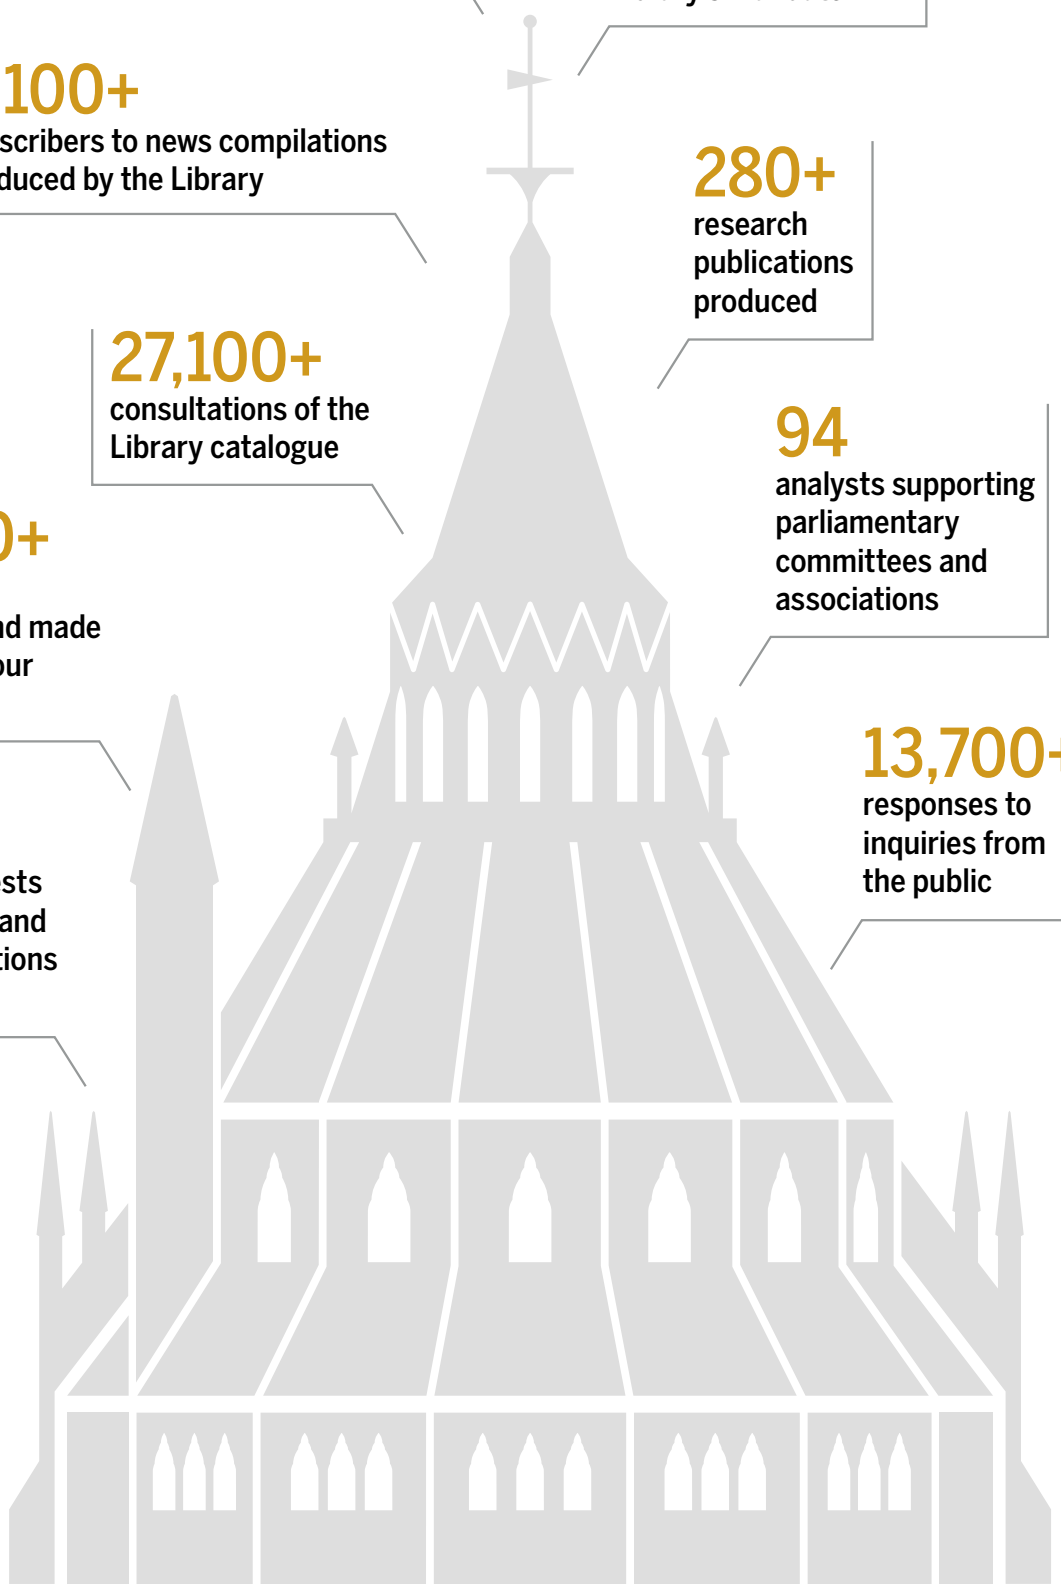 100+
scribers to news compilations
duced by the Library
280+
research
publications
produced
27,100+
consultations of the
Library catalogue
94
analysts supporting
parliamentary
committees and
associations
0+
nd made
our
13,700+
responses to
inquiries from
the public
sts
and
tions